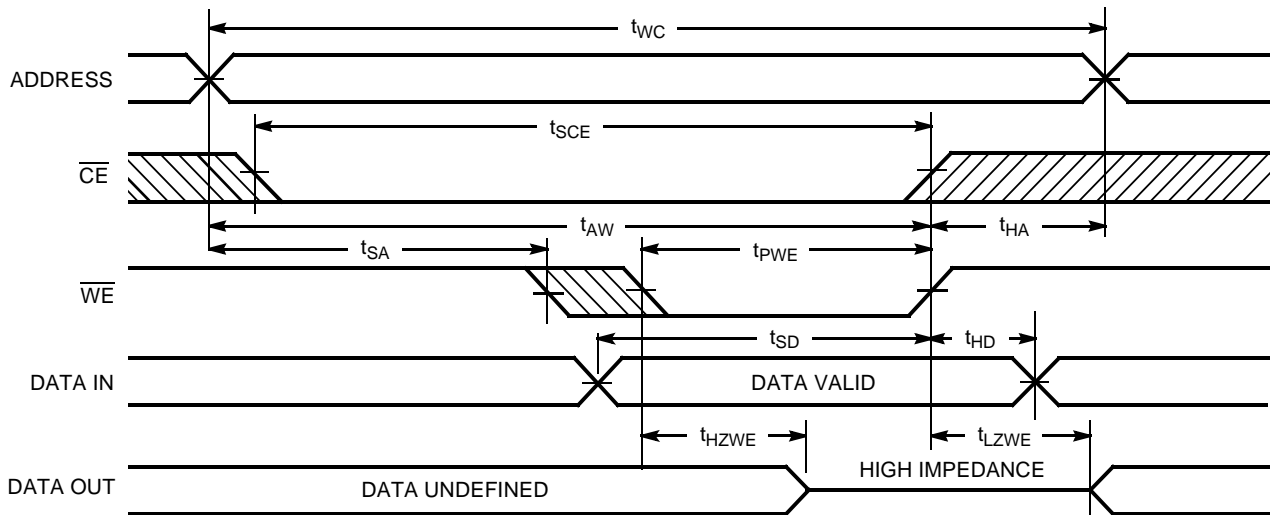 tWC
ADDRESS
tSCE
CE
tAW
tHA
tSA
tPWE
WE
tSD
tHD
DATA IN
DATA VALID
tHZWE
tLZWE
HIGH IMPEDANCE
DATA OUT
DATA UNDEFINED